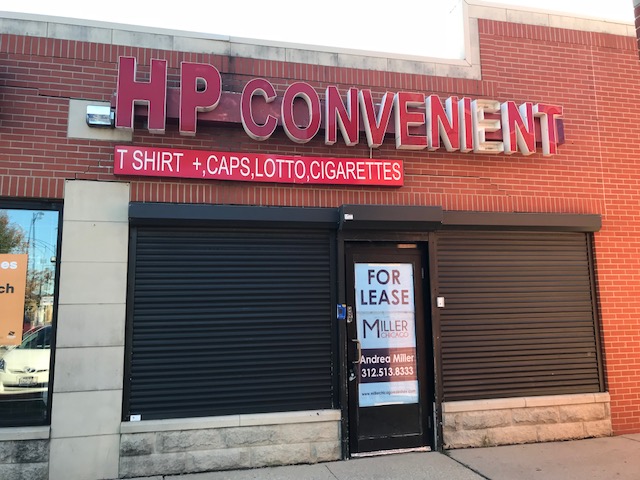 HP CONVENIENT
T SHIRT +,CAPS,LOTTO,CIGARETTES
FOR
LEASE
MILLER
CHICAGO
Andrea Miller
312.513.8333